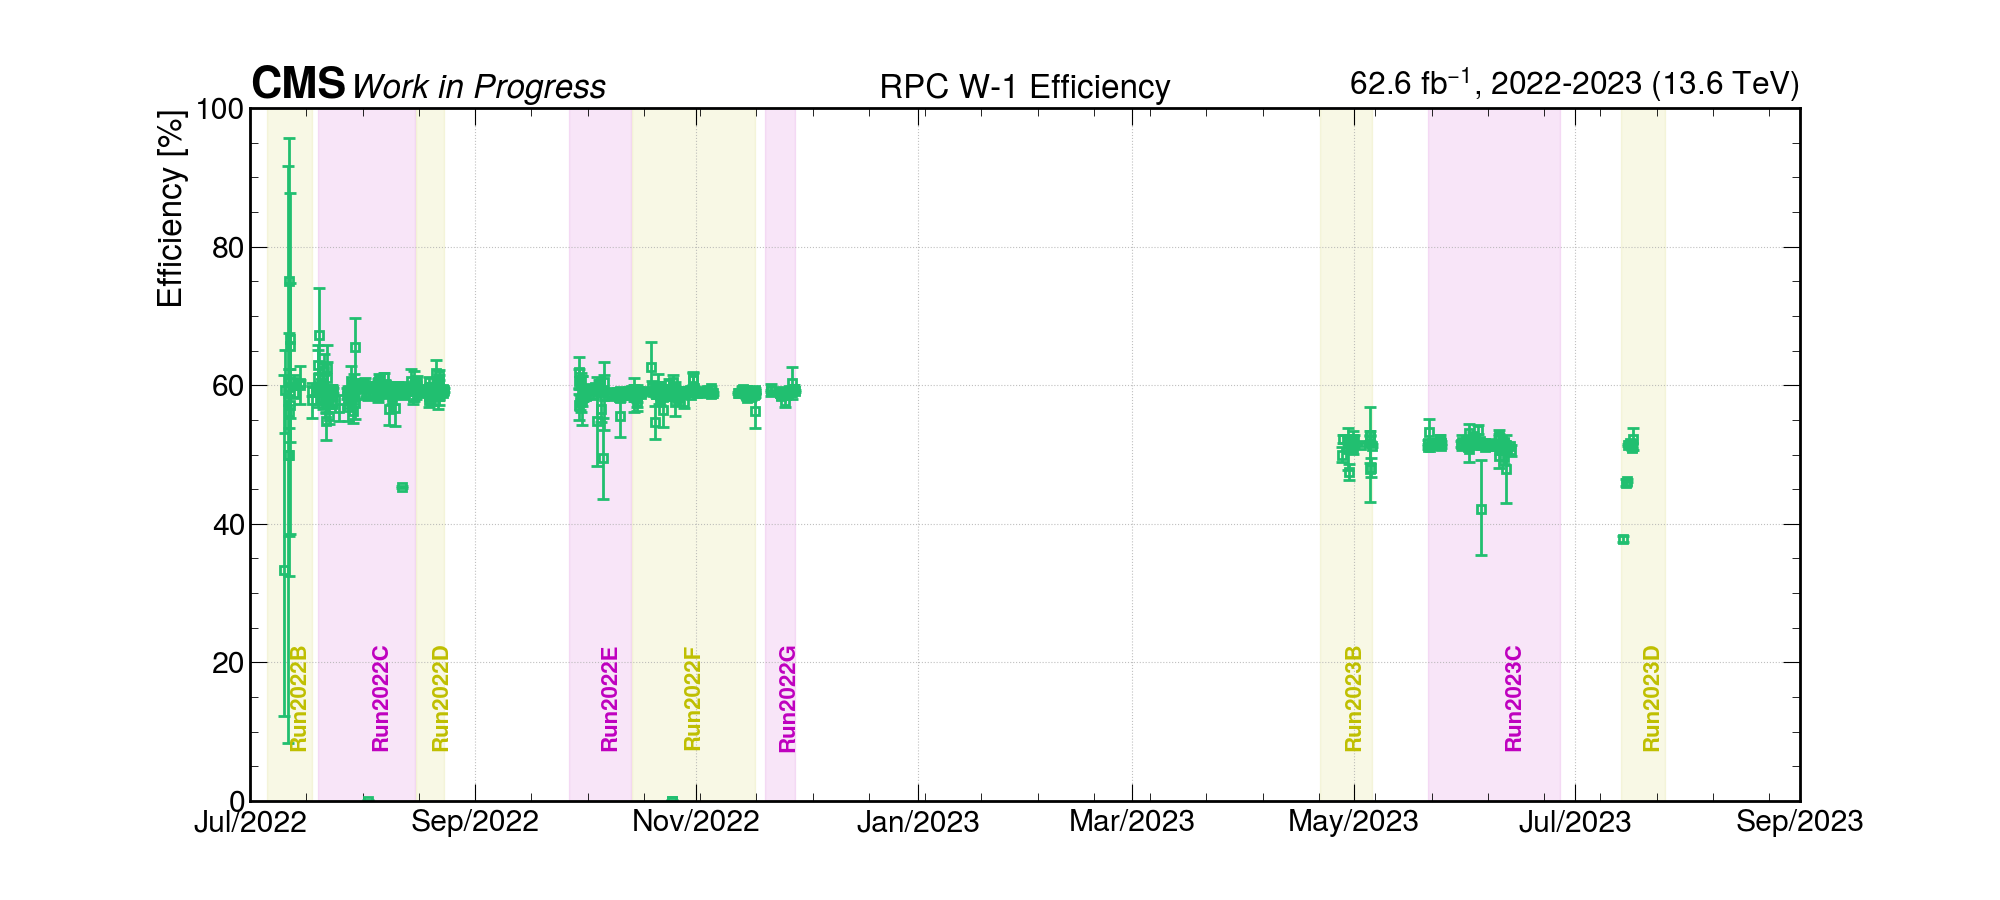 CMS Work in Progress
RPC W-1 Efficiency
62.6 fb⁻¹, 2022-2023 (13.6 TeV)
Efficiency [%]
100
80
60
40
20
0
Run2022B
Run2022C
Run2022D
Run2022E
Run2022F
Run2022G
Run2023B
Run2023C
Run2023D
Jul/2022
Sep/2022
Nov/2022
Jan/2023
Mar/2023
May/2023
Jul/2023
Sep/2023